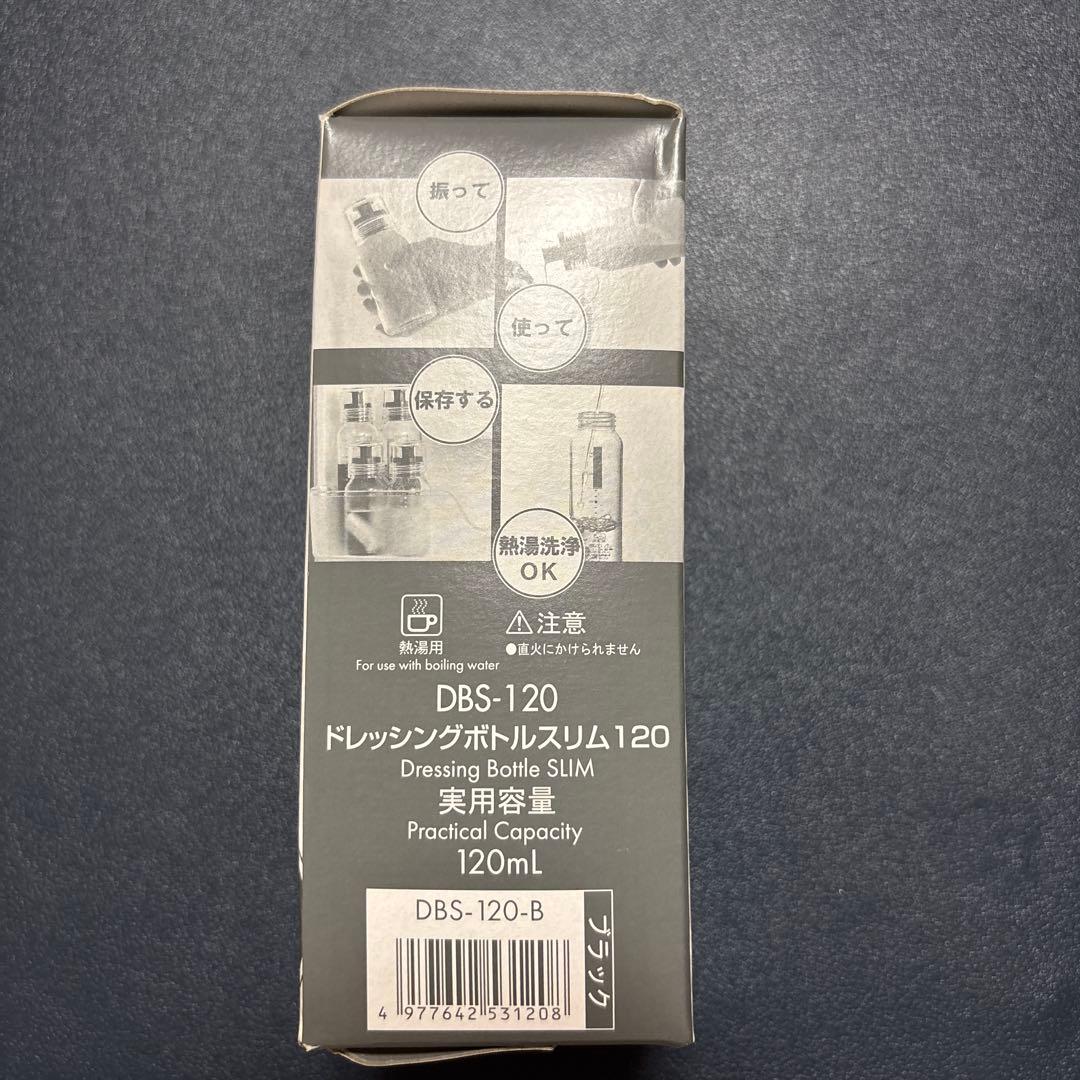 振って
使って
保存する
熱湯洗浄
OK
熱湯用
For use with boiling water
注意
●直火にかけられません
DBS-120
ドレッシングボトルスリム120
Dressing Bottle SLIM
実用容量
Practical Capacity
120mL
DBS-120-B
ブラック
4 977642 531208